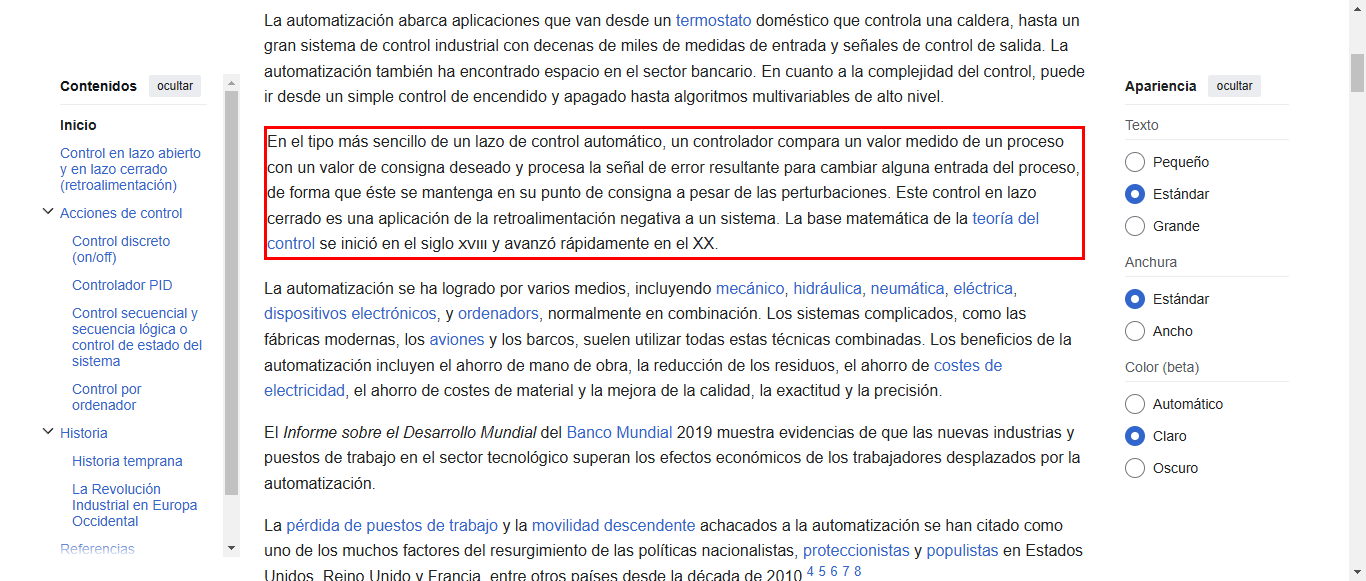 La automatización abarca aplicaciones que van desde un termostato doméstico que controla una caldera, hasta un
gran sistema de control industrial con decenas de miles de medidas de entrada y señales de control de salida. La
automatización también ha encontrado espacio en el sector bancario. En cuanto a la complejidad del control, puede
ir desde un simple control de encendido y apagado hasta algoritmos multivariables de alto nivel.
En el tipo más sencillo de un lazo de control automático, un controlador compara un valor medido de un proceso
con un valor de consigna deseado y procesa la señal de error resultante para cambiar alguna entrada del proceso,
de forma que éste se mantenga en su punto de consigna a pesar de las perturbaciones. Este control en lazo
cerrado es una aplicación de la retroalimentación negativa a un sistema. La base matemática de la teoría del
control se inició en el siglo XVIII y avanzó rápidamente en el XX.
La automatización se ha logrado por varios medios, incluyendo mecánico, hidráulica, neumática, eléctrica,
dispositivos electrónicos, y ordenadors, normalmente en combinación. Los sistemas complicados, como las
fábricas modernas, los aviones y los barcos, suelen utilizar todas estas técnicas combinadas. Los beneficios de la
automatización incluyen el ahorro de mano de obra, la reducción de los residuos, el ahorro de costes de
electricidad, el ahorro de costes de material y la mejora de la calidad, la exactitud y la precisión.
El Informe sobre el Desarrollo Mundial del Banco Mundial 2019 muestra evidencias de que las nuevas industrias y
puestos de trabajo en el sector tecnológico superan los efectos económicos de los trabajadores desplazados por la
automatización.
La pérdida de puestos de trabajo y la movilidad descendente achacados a la automatización se han citado como
uno de los muchos factores del resurgimiento de las políticas nacionalistas, proteccionistas y populistas en Estados
Unidos, Reino Unido y Francia, entre otros países desde la década de 2010. 4 5 6 7 8
Contenidos ocultar
Inicio
Control en lazo abierto
y en lazo cerrado
(retroalimentación)
Acciones de control
Control discreto
(on/off)
Controlador PID
Control secuencial y
secuencia lógica o
control de estado del
sistema
Control por
ordenador
Historia
Historia temprana
La Revolución
Industrial en Europa
Occidental
Referencias
Apariencia ocultar
Texto
Pequeño
Estándar
Grande
Anchura
Estándar
Ancho
Color (beta)
Automático
Claro
Oscuro